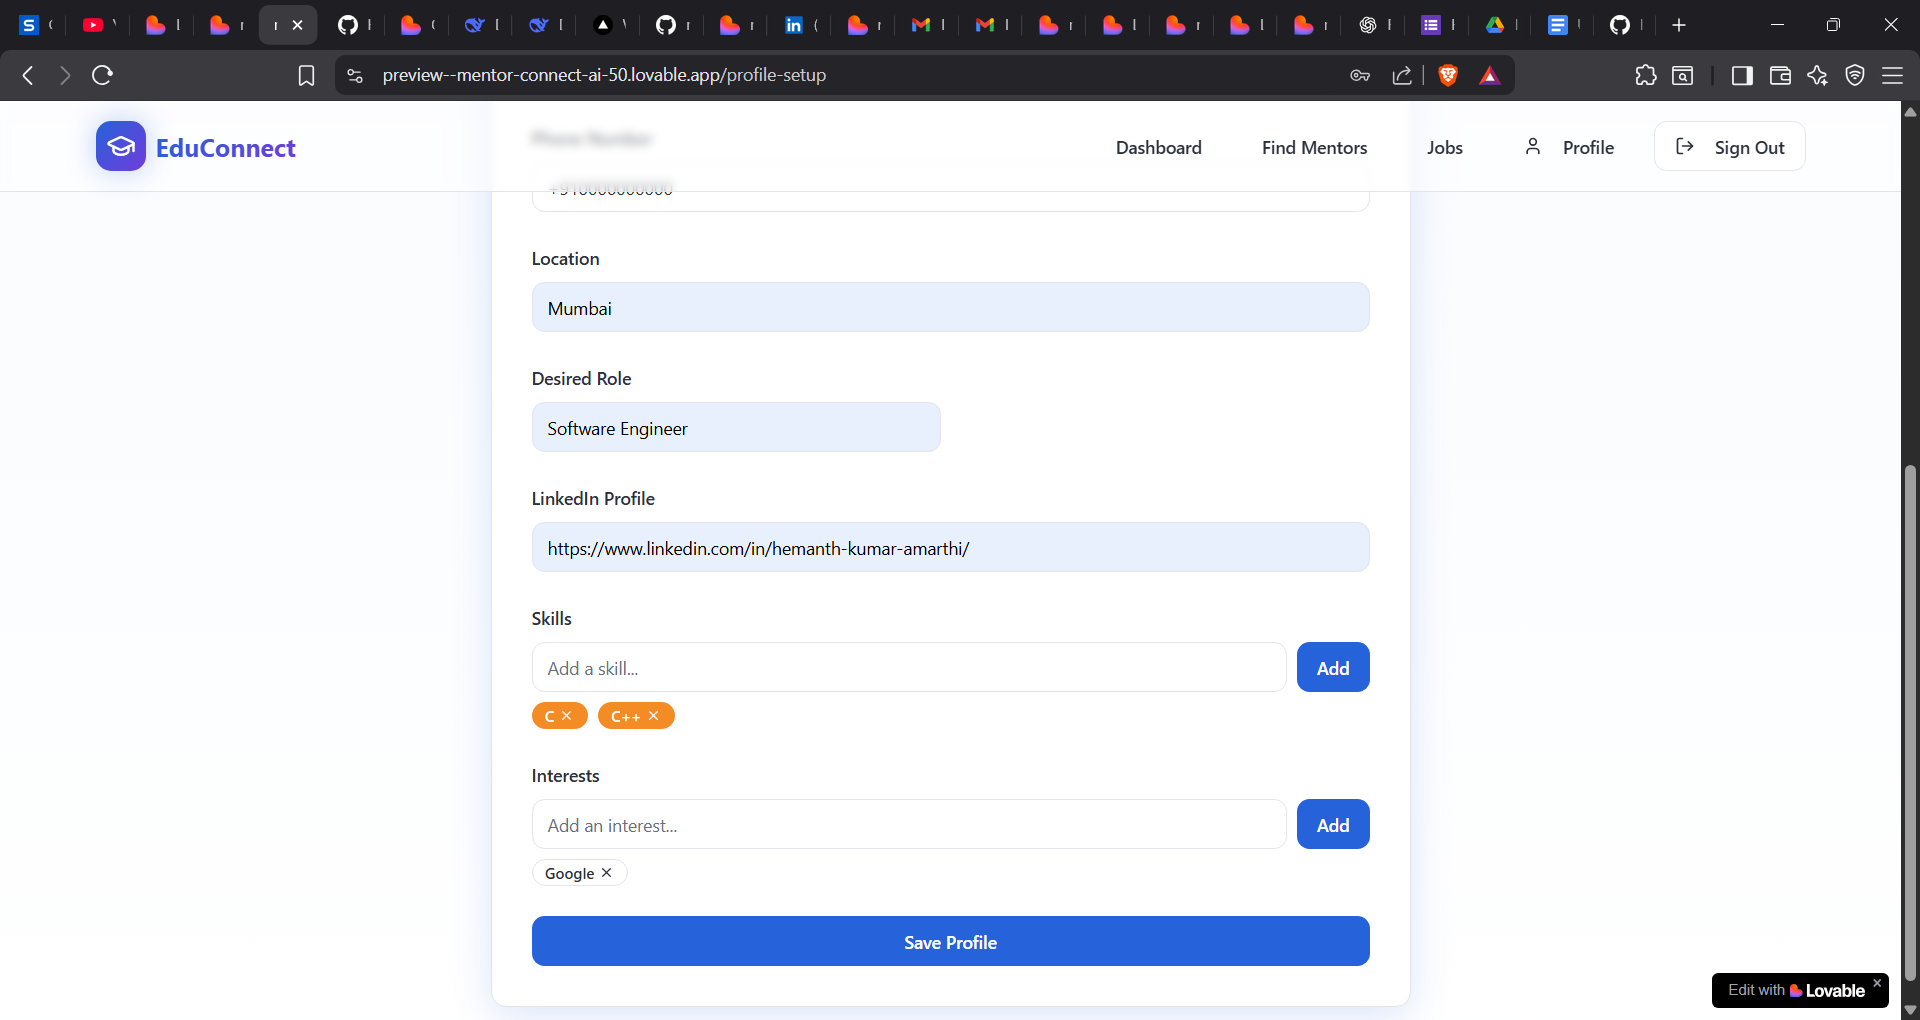 preview--mentor-connect-ai-50.lovable.app/profile-setup
EduConnect
Phone Number
Dashboard
Find Mentors
Jobs
Profile
Sign Out
+910000000000
Location
Mumbai
Desired Role
Software Engineer
LinkedIn Profile
https://www.linkedin.com/in/hemanth-kumar-amarthi/
Skills
Add a skill...
Add
C ×
C++ ×
Interests
Add an interest...
Add
Google ×
Save Profile
Edit with Lovable ×